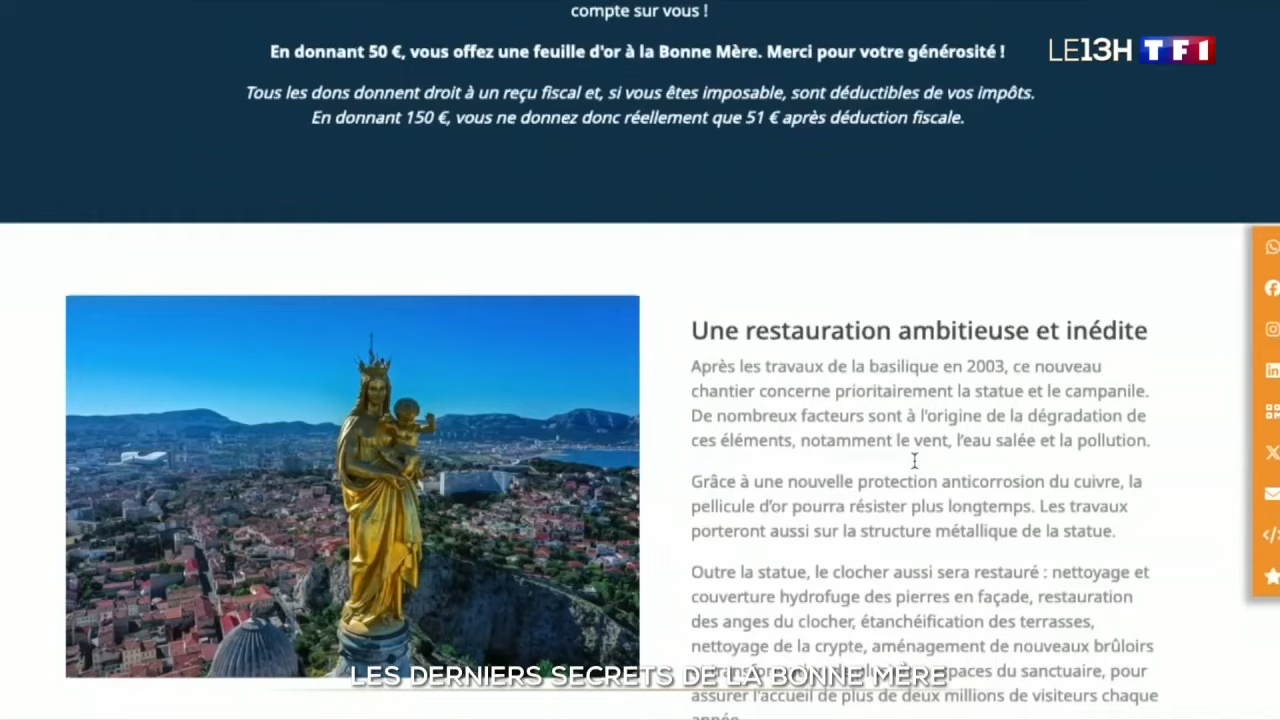 compte sur vous !
LE13H TF1
En donnant 50 €, vous offez une feuille d'or à la Bonne Mère. Merci pour votre générosité !
Tous les dons donnent droit à un reçu fiscal et, si vous êtes imposable, sont déductibles de vos impôts.
En donnant 150 €, vous ne donnez donc réellement que 51 € après déduction fiscale.
Une restauration ambitieuse et inédite
Après les travaux de la basilique en 2003, ce nouveau
chantier concerne prioritairement la statue et le campanile.
De nombreux facteurs sont à l'origine de la dégradation de
ces éléments, notamment le vent, l’eau salée et la pollution.
Grâce à une nouvelle protection anticorrosion du cuivre, la
pellicule d’or pourra résister plus longtemps. Les travaux
porteront aussi sur la structure métallique de la statue.
Outre la statue, le clocher aussi sera restauré : nettoyage et
couverture hydrofuge des pierres en façade, restauration
des anges du clocher, étanchéification des terrasses,
nettoyage de la crypte, aménagement de nouveaux brûloirs
espaces du sanctuaire, pour
assurer l'accueil de plus de deux millions de visiteurs chaque
LES DERNIERS SECRETS DE LA BONNE MÈRE